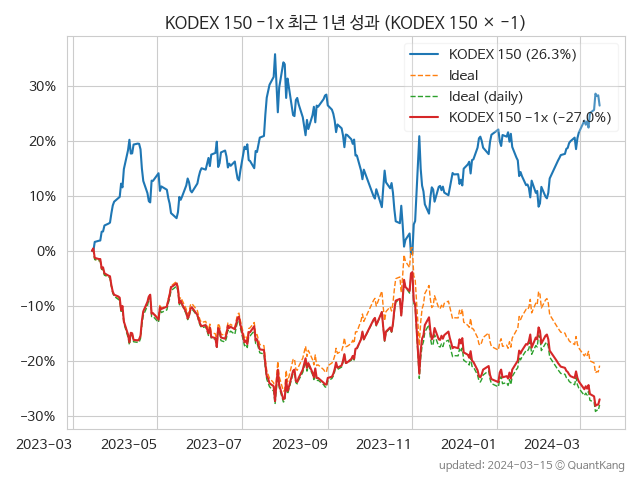 KODEX 150 −1x 최근 1년 성과 (KODEX 150 × −1)
KODEX 150 (26.3%)
Ideal
Ideal (daily)
KODEX 150 −1x (−27.0%)
30%
20%
10%
0%
−10%
−20%
−30%
2023−03 2023−05 2023−07 2023−09 2023−11 2024−01 2024−03
updated: 2024−03−15 ⓒ QuantKang